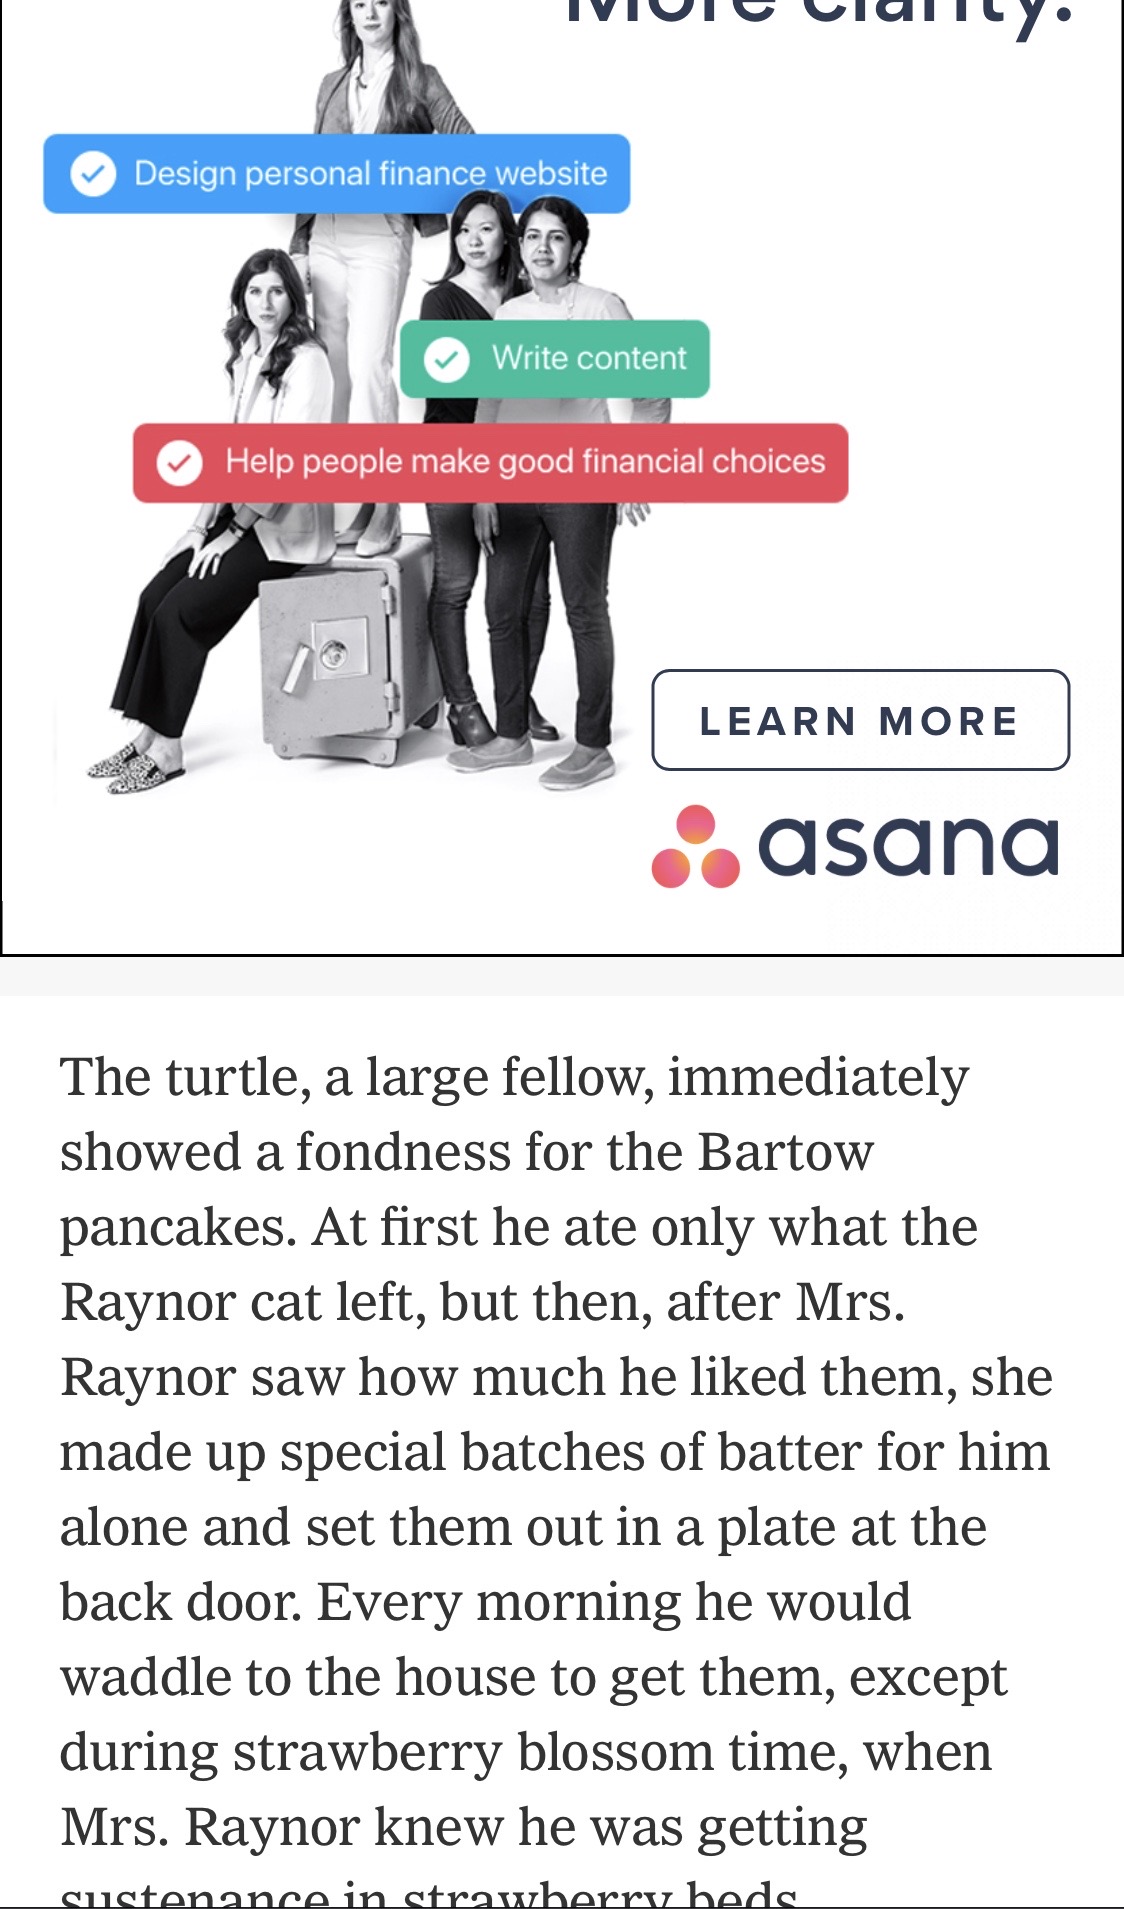 More clarity.
Design personal finance website
Write content
Help people make good financial choices
LEARN MORE
asana
The turtle, a large fellow, immediately
showed a fondness for the Bartow
pancakes. At first he ate only what the
Raynor cat left, but then, after Mrs.
Raynor saw how much he liked them, she
made up special batches of batter for him
alone and set them out in a plate at the
back door. Every morning he would
waddle to the house to get them, except
during strawberry blossom time, when
Mrs. Raynor knew he was getting
sustenance in strawberry beds